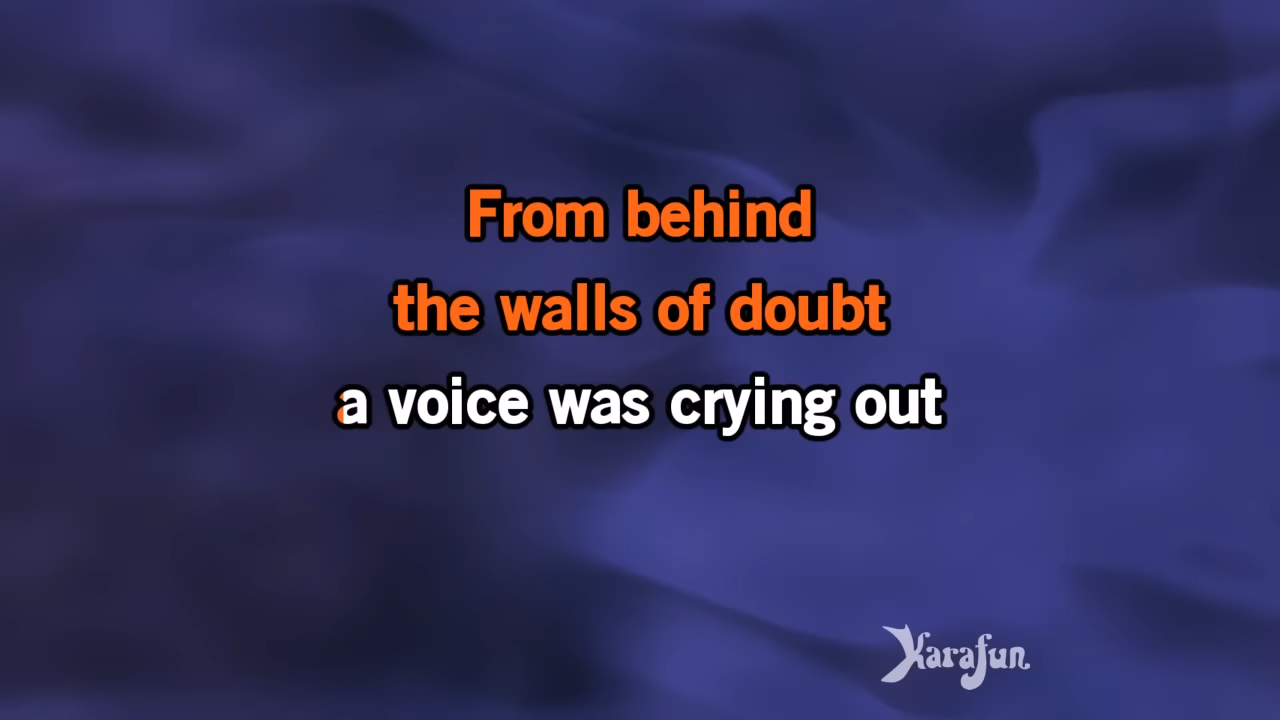 From behind
the walls of doubt
a voice was crying out
Karafun